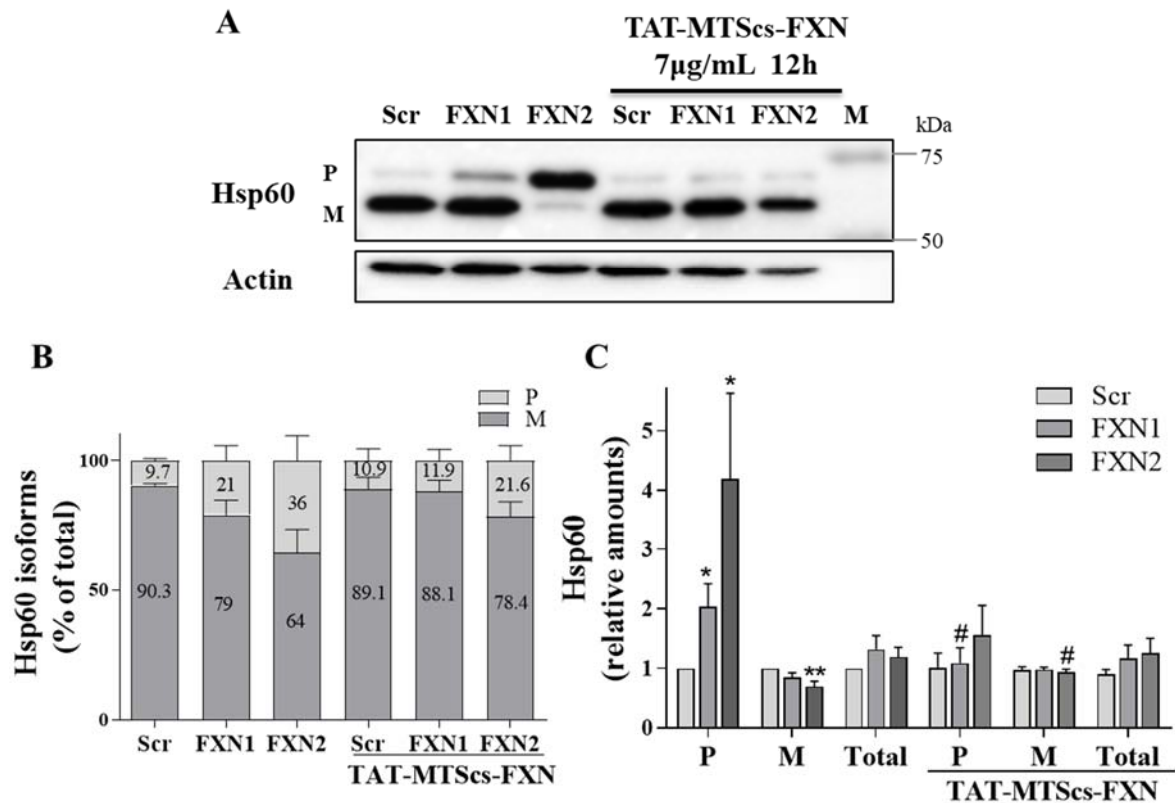 A
TAT-MTScs-FXN
7µg/mL 12h
Scr FXN1 FXN2 Scr FXN1 FXN2 M
kDa
Hsp60
P
M
75
50
Actin
B
P
M
Hsp60 isoforms
(% of total)
100
50
0
9.7 21 36 10.9 11.9 21.6
90.3 79 64 89.1 88.1 78.4
Scr FXN1 FXN2 Scr FXN1 FXN2
TAT-MTScs-FXN
C
Scr
FXN1
FXN2
Hsp60
(relative amounts)
5
4
3
2
1
0
* * ** # #
P M Total P M Total
TAT-MTScs-FXN